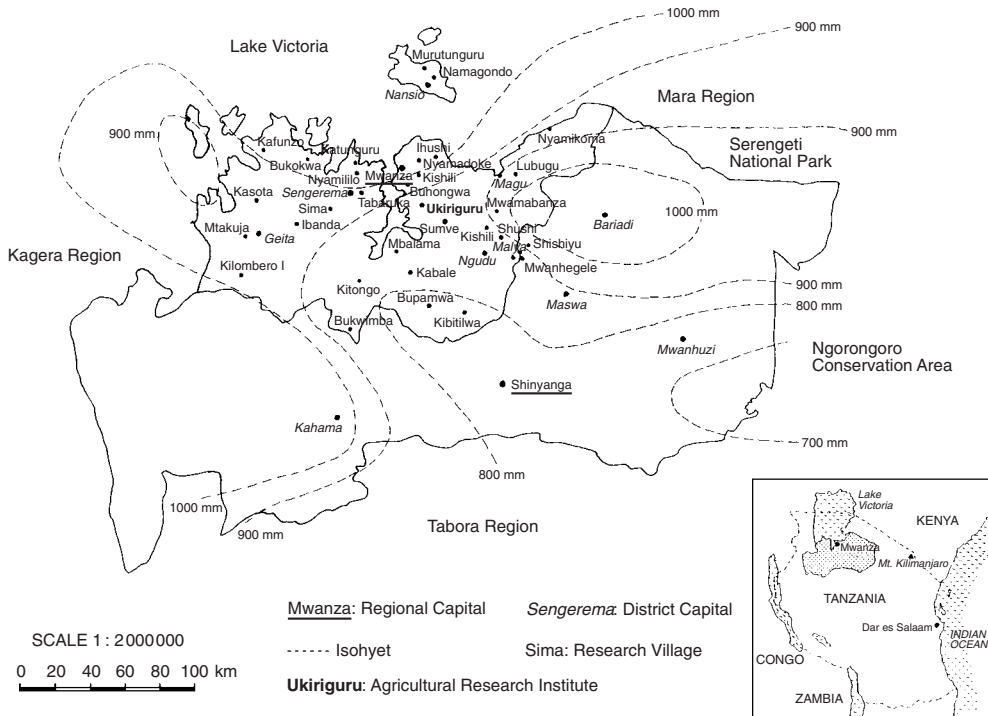 1000 mm
900 mm
Lake Victoria
Murutunguru
Namagondo
Nansio
Mara Region
900 mm
Nyamikoma
900 mm
Serengeti
National Park
Kafunzo
Katunguru
Ihushi
Bukokwa
Nyamadoke
Lubugu
Nyamililo
Mwanza
Kishili
Magu
Sengerema
Buhongwa
Kasota
Tabaruka
Ukiriguru
Mwamabanza
1000 mm
Sima
Bariadi
Ibanda
Sumve
Mtakuja
Geita
Kishili
Shushi
Mbalama
Malya
Shishiyu
Kagera Region
Ngudu
Mwanhegele
Kilombero I
Kabale
Kitongo
900 mm
Maswa
Bupamwa
800 mm
Bukwimba
Kibitilwa
Mwanhuzi
Ngorongoro
Conservation Area
Shinyanga
Kahama
700 mm
800 mm
1000 mm
900 mm
Tabora Region
Lake
Victoria
KENYA
Mwanza
Mt. Kilimanjaro
TANZANIA
Dar es Salaam
INDIAN
OCEAN
CONGO
ZAMBIA
Mwanza: Regional Capital
Sengerema: District Capital
SCALE 1 : 2000000
Isohyet
Sima: Research Village
0 20 40 60 80 100 km
Ukiriguru: Agricultural Research Institute